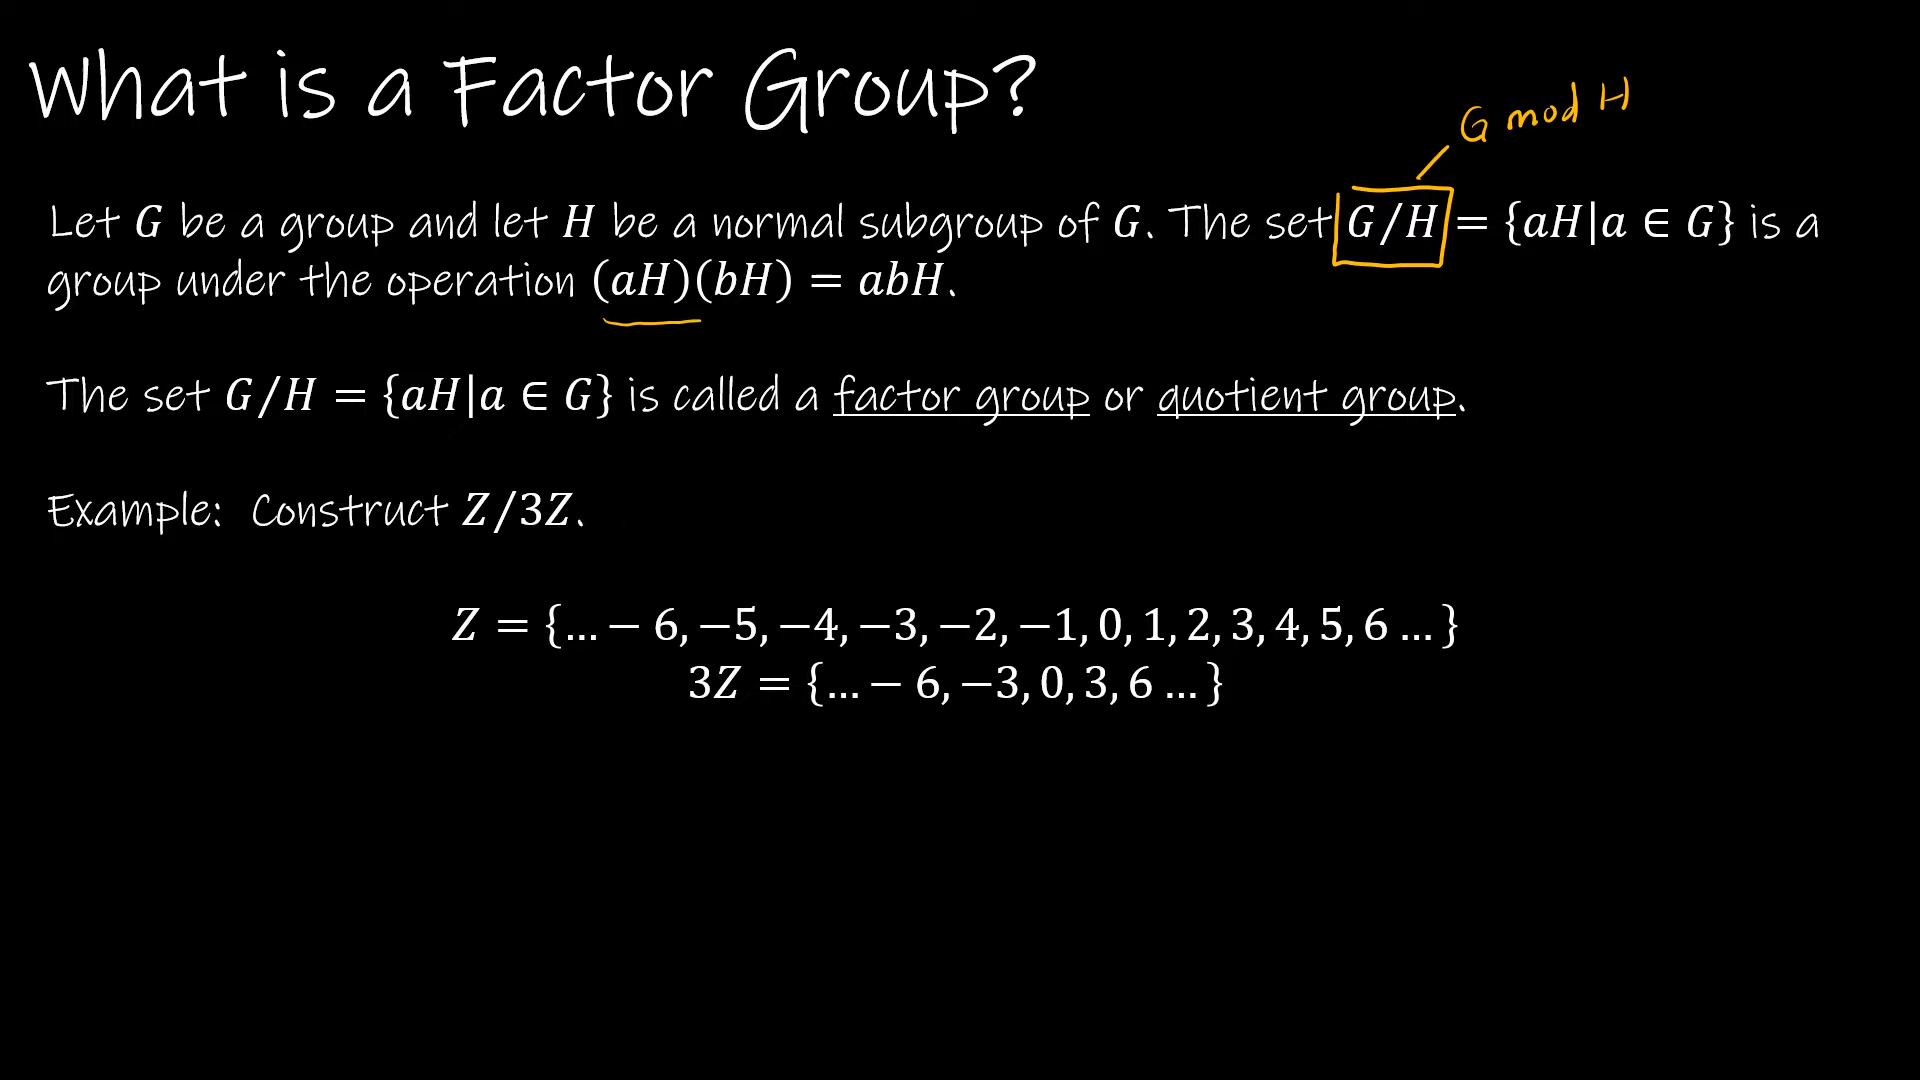 What is a Factor Group?
G mod H
Let G be a group and let H be a normal subgroup of G. The set G/H = {aH|a ∈ G} is a
group under the operation (aH)(bH) = abH.
The set G/H = {aH|a ∈ G} is called a factor group or quotient group.
Example: Construct Z/3Z.
Z = {… − 6, −5, −4, −3, −2, −1, 0, 1, 2, 3, 4, 5, 6 … }
3Z = {… − 6, −3, 0, 3, 6 … }